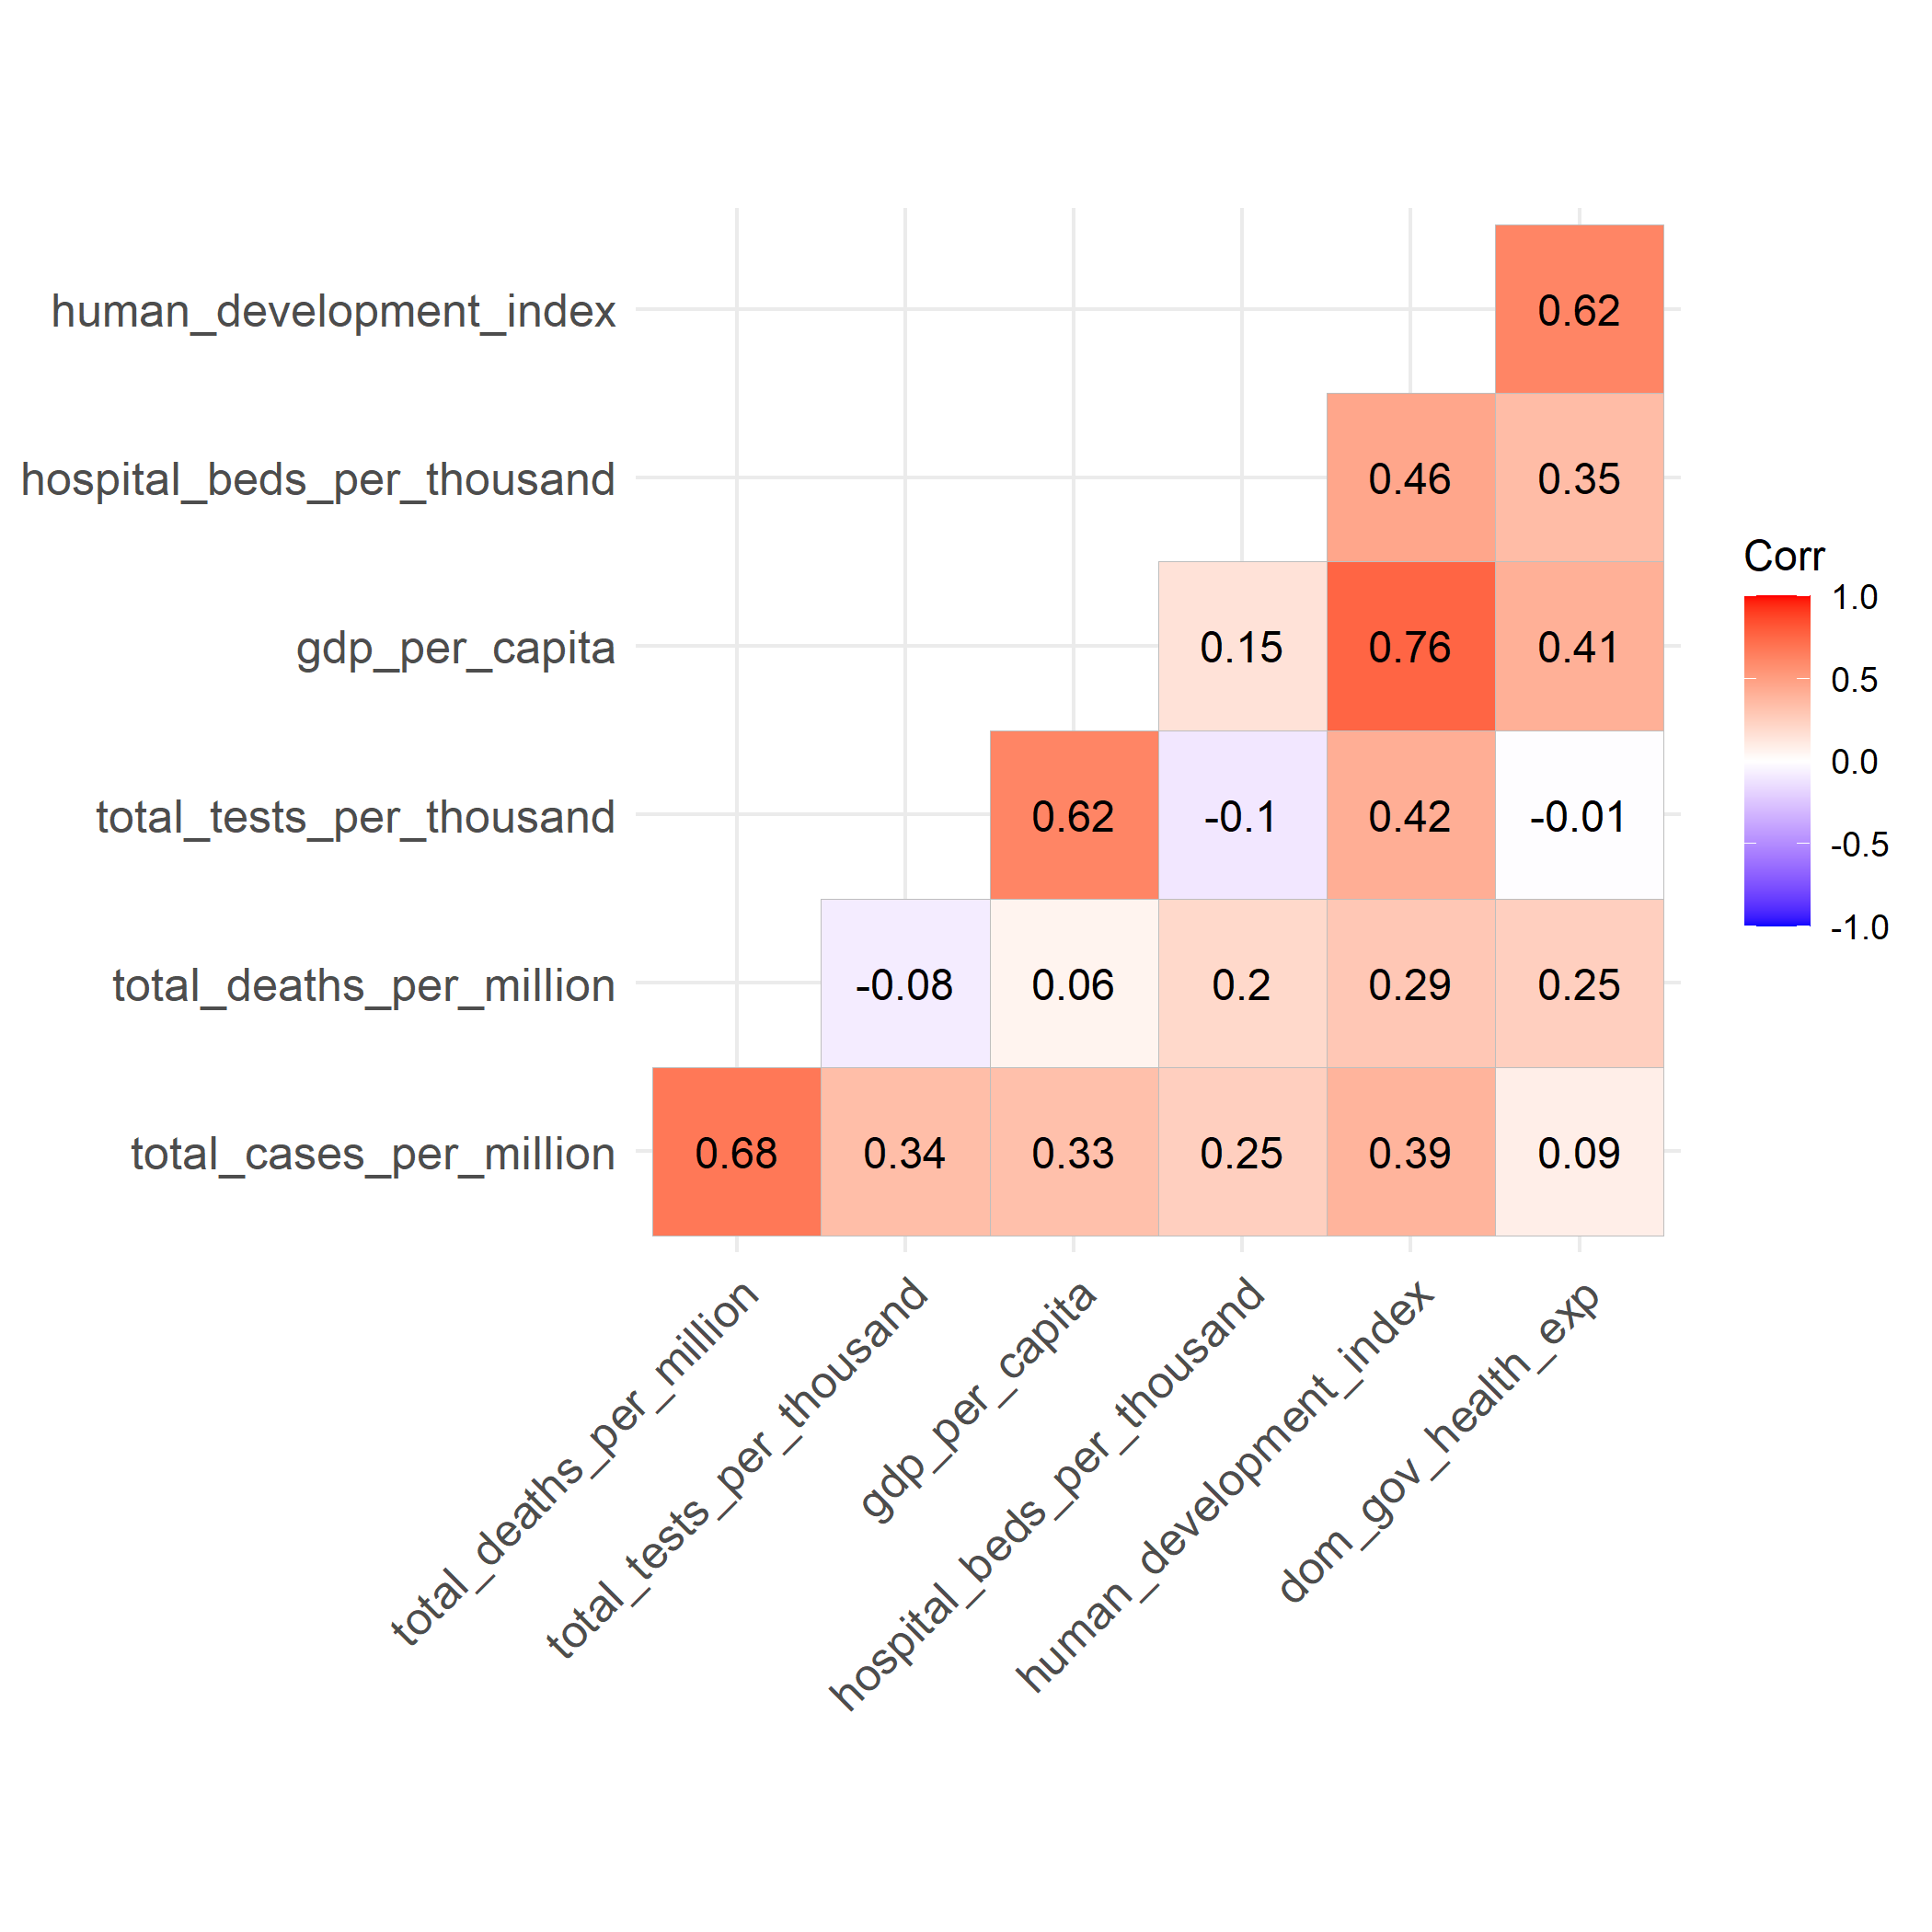 human_development_index
0.62
hospital_beds_per_thousand
0.46 0.35
gdp_per_capita
0.15 0.76 0.41
total_tests_per_thousand
0.62 -0.1 0.42 -0.01
total_deaths_per_million
-0.08 0.06 0.2 0.29 0.25
total_cases_per_million
0.68 0.34 0.33 0.25 0.39 0.09
total_deaths_per_million
total_tests_per_thousand
gdp_per_capita
hospital_beds_per_thousand
human_development_index
dom_gov_health_exp
Corr
1.0
0.5
0.0
-0.5
-1.0